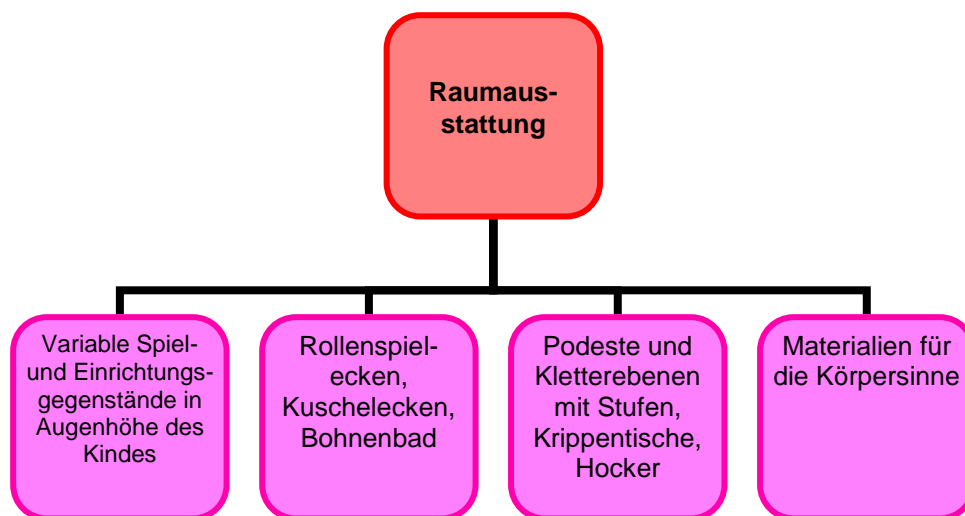 Raumaus-
stattung
Variable Spiel-
und Einrichtungs-
gegenstände in
Augenhöhe des
Kindes
Rollenspiel-
ecken,
Kuschelecken,
Bohnenbad
Podeste und
Kletterebenen
mit Stufen,
Krippentische,
Hocker
Materialien für
die Körpersinne